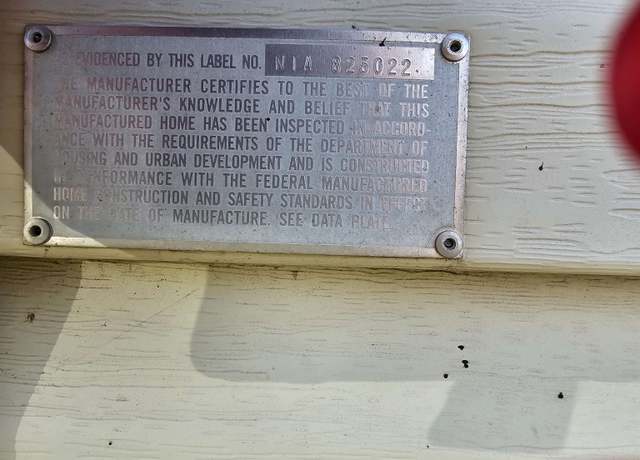 EVIDENCED BY THIS LABEL NO. NIA 825022.
THE MANUFACTURER CERTIFIES TO THE BEST OF THE
MANUFACTURER'S KNOWLEDGE AND BELIEF THAT THIS
MANUFACTURED HOME HAS BEEN INSPECTED IN ACCORD-
ANCE WITH THE REQUIREMENTS OF THE DEPARTMENT OF
HOUSING AND URBAN DEVELOPMENT AND IS CONSTRUCTED
IN CONFORMANCE WITH THE FEDERAL MANUFACTURED
HOME CONSTRUCTION AND SAFETY STANDARDS IN EFFECT
ON THE DATE OF MANUFACTURE. SEE DATA PLATE.